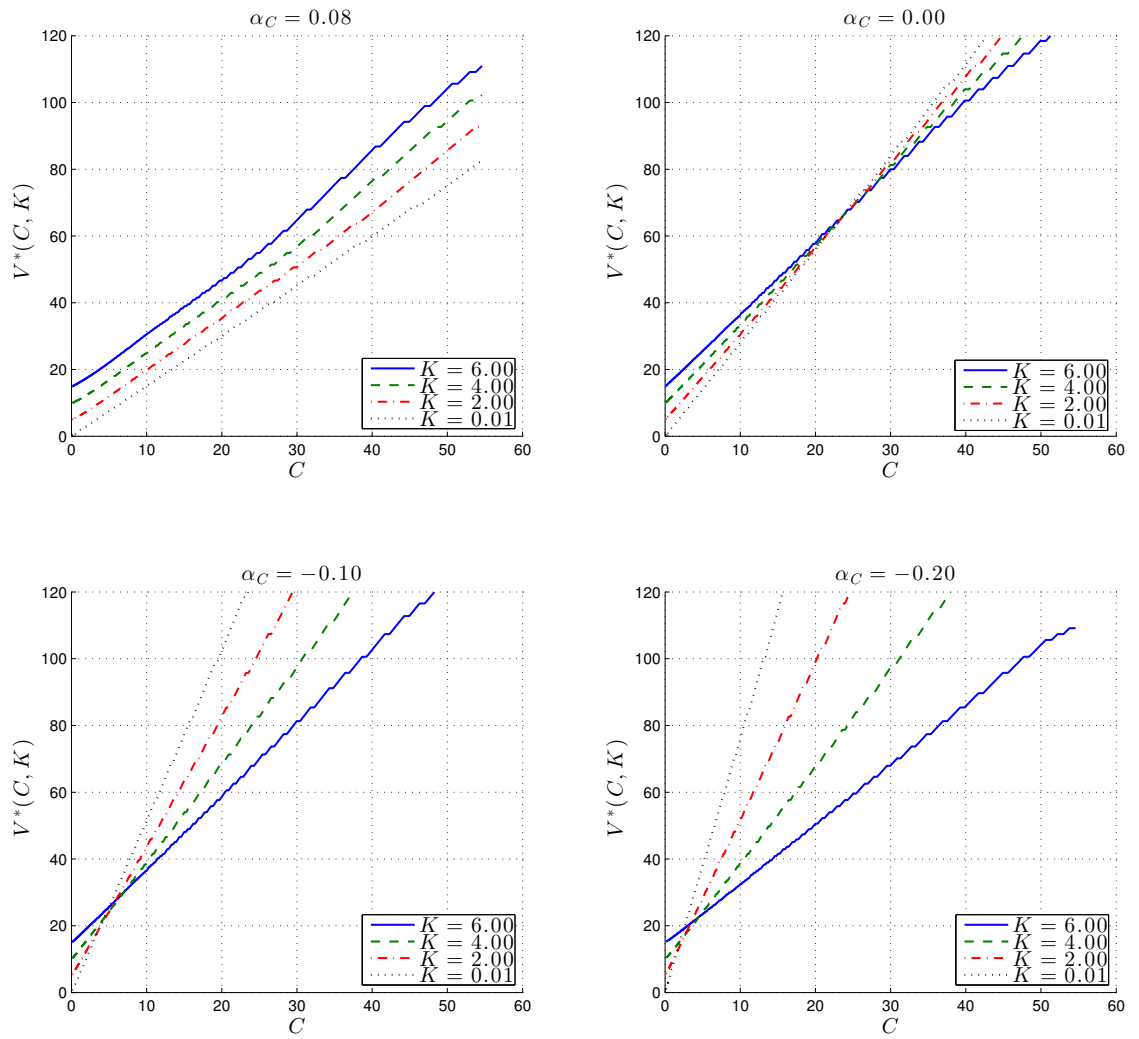 α_C = 0.08
120
100
80
60
40
20
0
V*(C, K)
0 10 20 30 40 50 60
C
K = 6.00
K = 4.00
K = 2.00
K = 0.01
α_C = 0.00
120
100
80
60
40
20
0
V*(C, K)
0 10 20 30 40 50 60
C
K = 6.00
K = 4.00
K = 2.00
K = 0.01
α_C = −0.10
120
100
80
60
40
20
0
V*(C, K)
0 10 20 30 40 50 60
C
K = 6.00
K = 4.00
K = 2.00
K = 0.01
α_C = −0.20
120
100
80
60
40
20
0
V*(C, K)
0 10 20 30 40 50 60
C
K = 6.00
K = 4.00
K = 2.00
K = 0.01